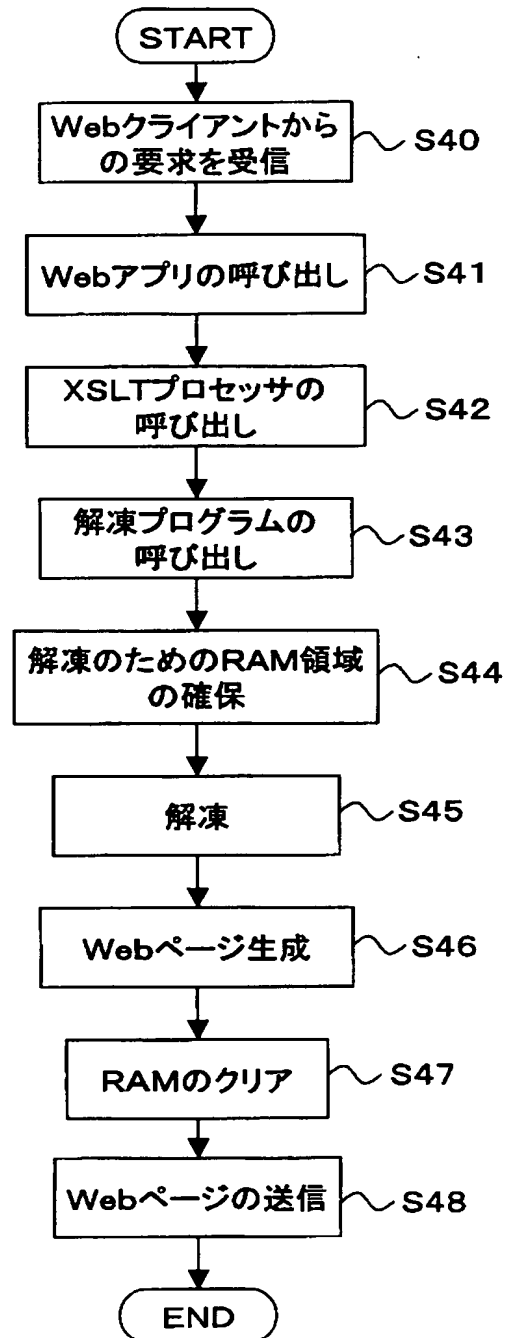 START
Webクライアントから
の要求を受信
S40
Webアプリの呼び出し
S41
XSLTプロセッサの
呼び出し
S42
解凍プログラムの
呼び出し
S43
解凍のためのRAM領域
の確保
S44
解凍
S45
Webページ生成
S46
RAMのクリア
S47
Webページの送信
S48
END